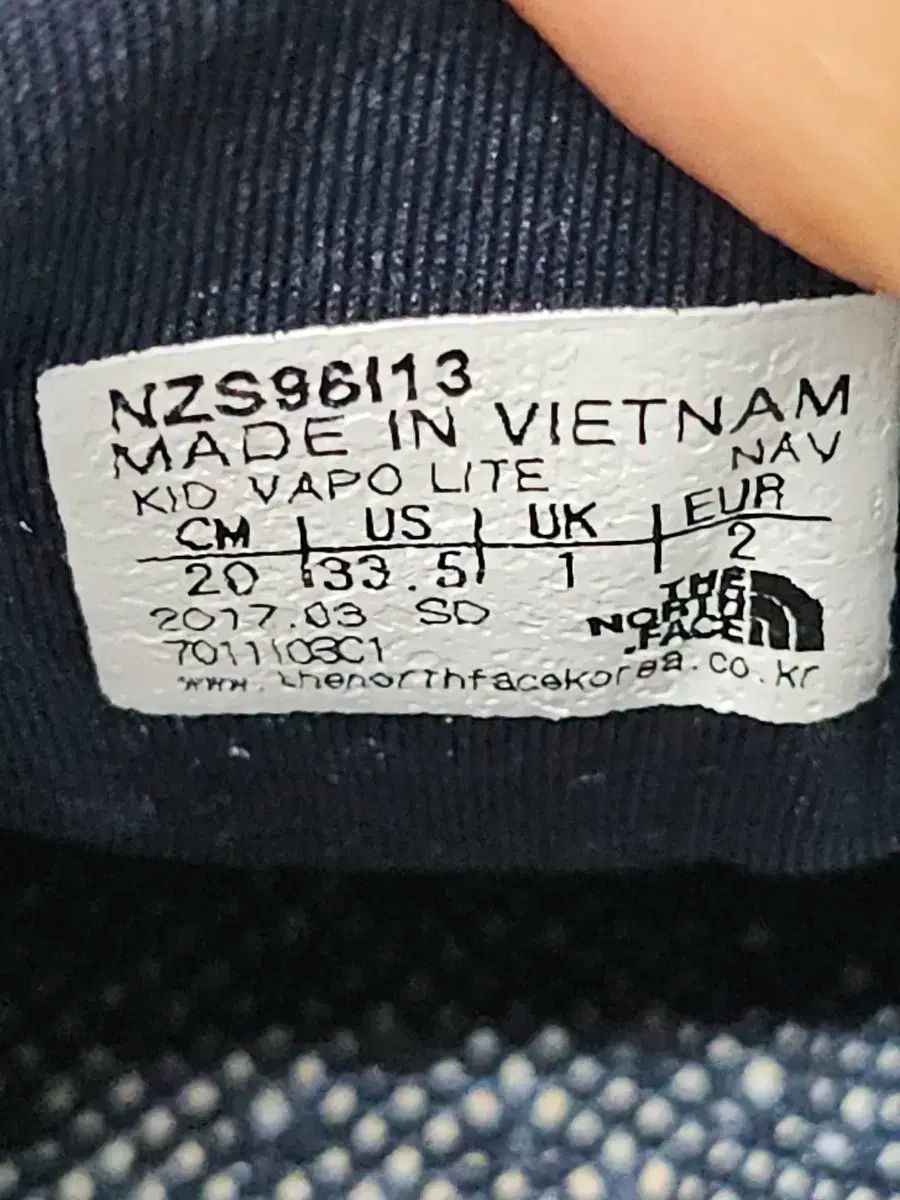 NZS96I13
MADE IN VIETNAM
KID VAPO LITE NAV
CM US UK EUR
20 33.5 1 2
2017.03 SD
THE
NORTH
FACE
7011103C1
www.thenorthfacekorea.co.kr